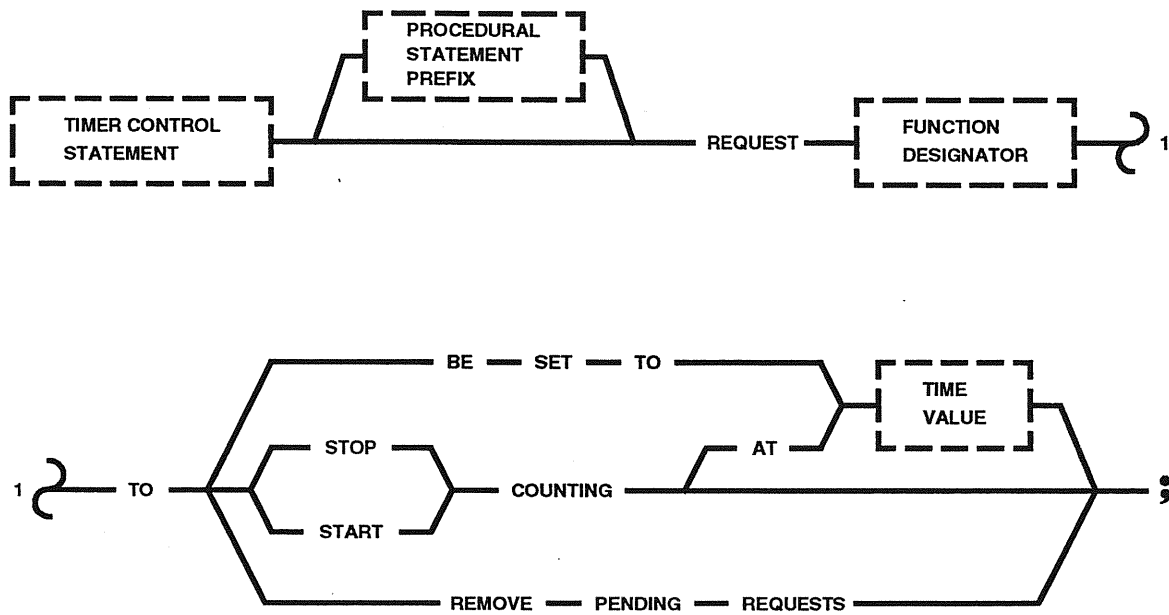 PROCEDURAL
STATEMENT
PREFIX
TIMER CONTROL
STATEMENT
REQUEST
FUNCTION
DESIGNATOR
1
BE SET TO
TIME
VALUE
STOP
AT
1
TO
COUNTING
;
START
REMOVE PENDING REQUESTS